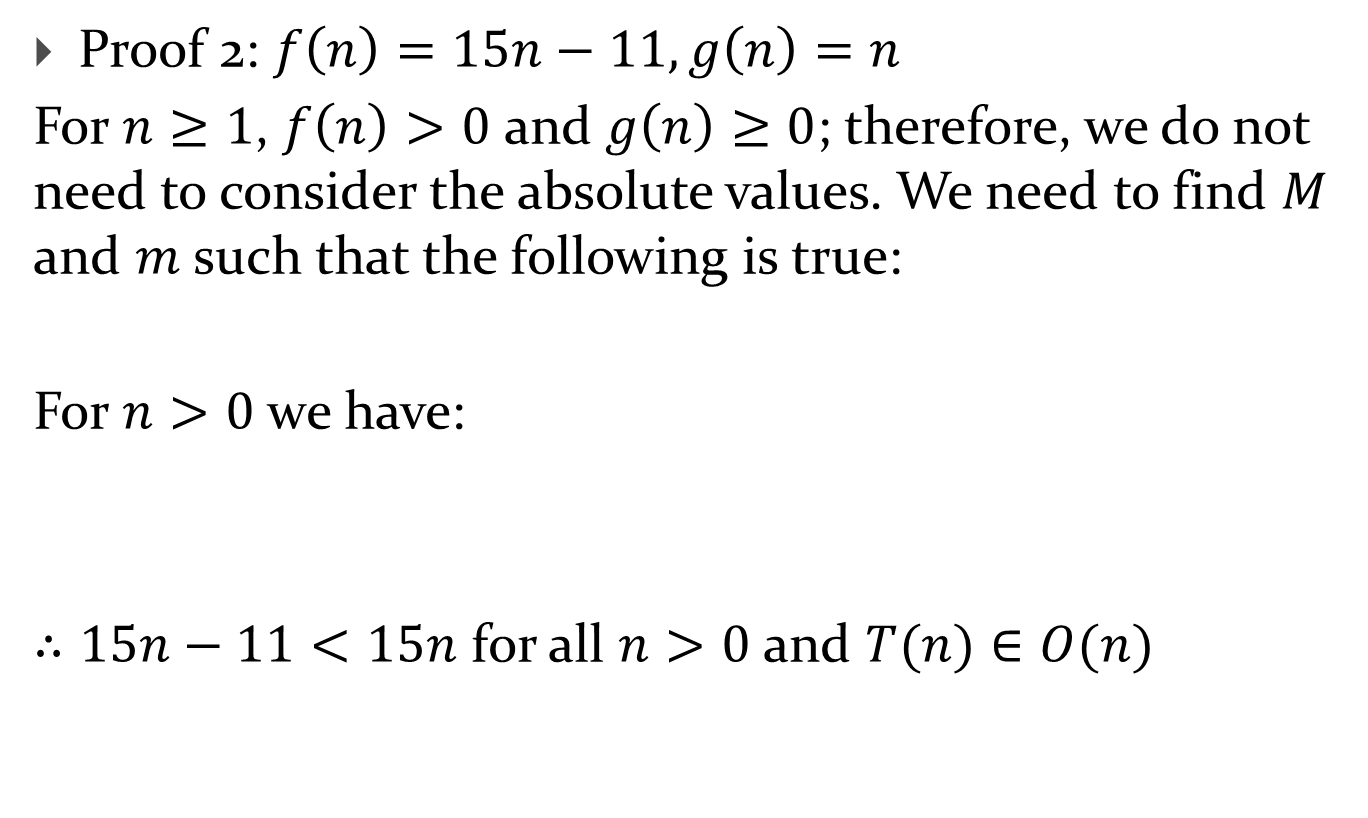 Proof 2: f(n) = 15n − 11, g(n) = n
For n ≥ 1, f(n) > 0 and g(n) ≥ 0; therefore, we do not
need to consider the absolute values. We need to find M
and m such that the following is true:
For n > 0 we have:
∴ 15n − 11 < 15n for all n > 0 and T(n) ∈ O(n)